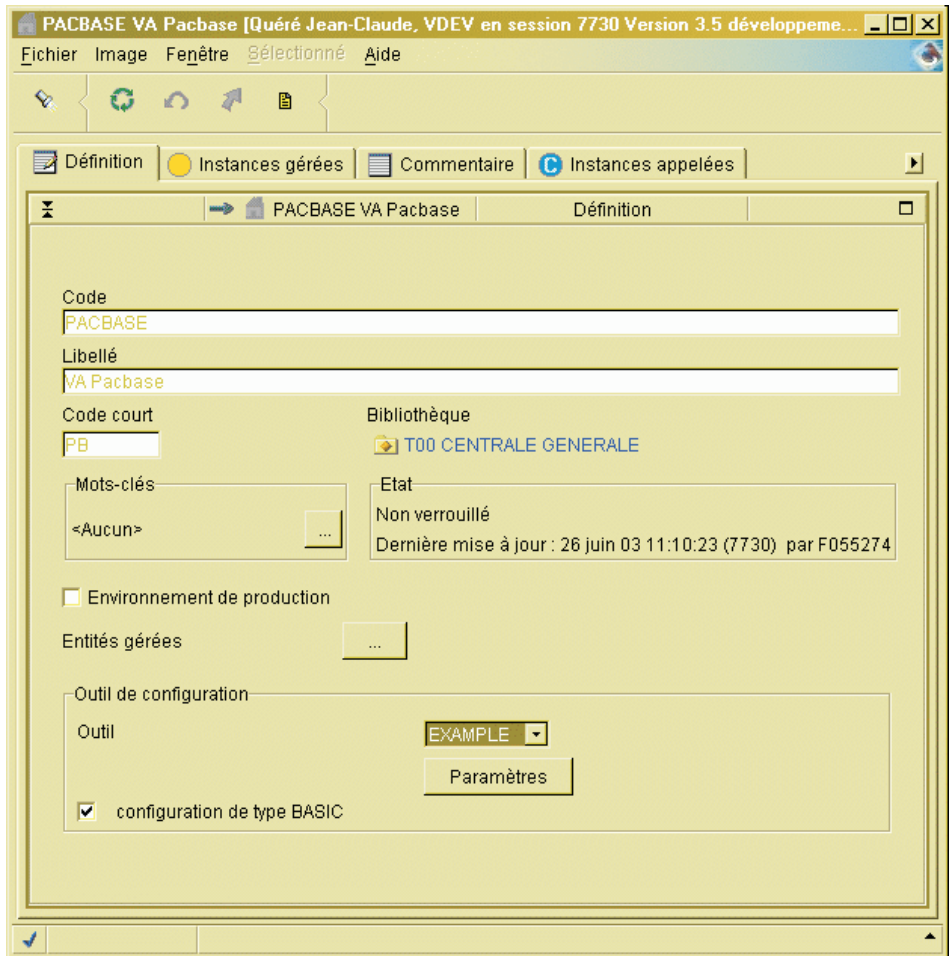 PACBASE VA Pacbase [Quéré Jean-Claude, VDEV en session 7730 Version 3.5 développeme...
Fichier Image Fenêtre Sélectionné Aide
Définition Instances gérées Commentaire C Instances appelées
PACBASE VA Pacbase Définition
Code
PACBASE
Libellé
VA Pacbase
Code court Bibliothèque
PB T00 CENTRALE GENERALE
Mots-clés Etat
Non verrouillé
<Aucun> ...
Dernière mise à jour : 26 juin 03 11:10:23 (7730) par F055274
Environnement de production
Entités gérées ...
Outil de configuration
Outil EXAMPLE
Paramètres
configuration de type BASIC